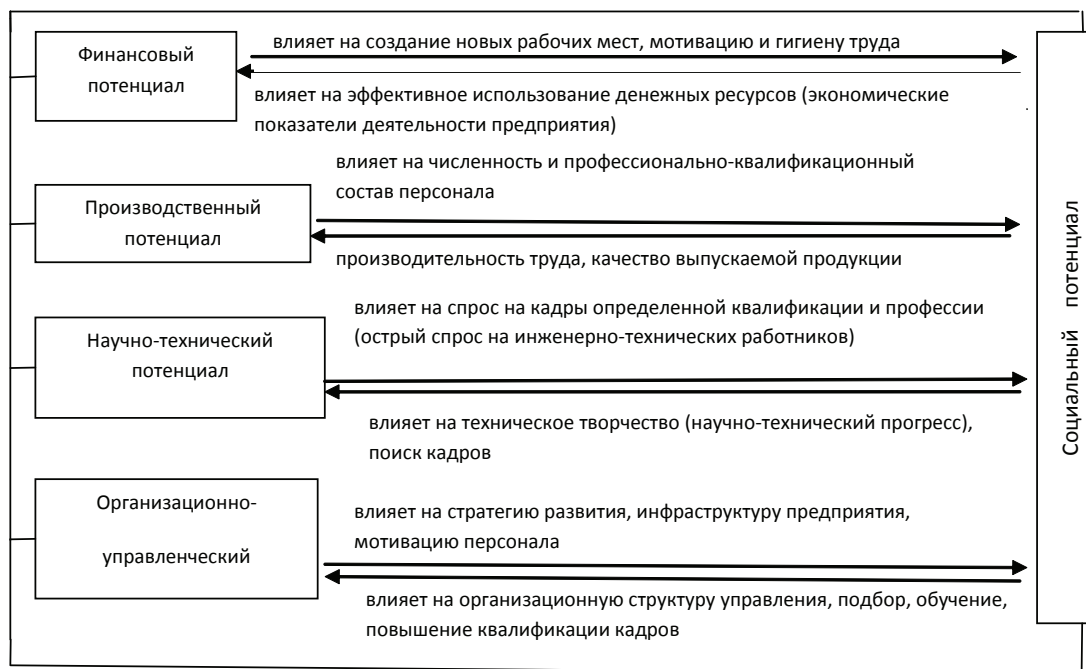 Финансовый
потенциал
влияет на создание новых рабочих мест, мотивацию и гигиену труда
влияет на эффективное использование денежных ресурсов (экономические
показатели деятельности предприятия)
Производственный
потенциал
влияет на численность и профессионально-квалификационный
состав персонала
производительность труда, качество выпускаемой продукции
Научно-технический
потенциал
влияет на спрос на кадры определенной квалификации и профессии
(острый спрос на инженерно-технических работников)
влияет на техническое творчество (научно-технический прогресс),
поиск кадров
Организационно-
управленческий
влияет на стратегию развития, инфраструктуру предприятия,
мотивацию персонала
влияет на организационную структуру управления, подбор, обучение,
повышение квалификации кадров
Социальный потенциал